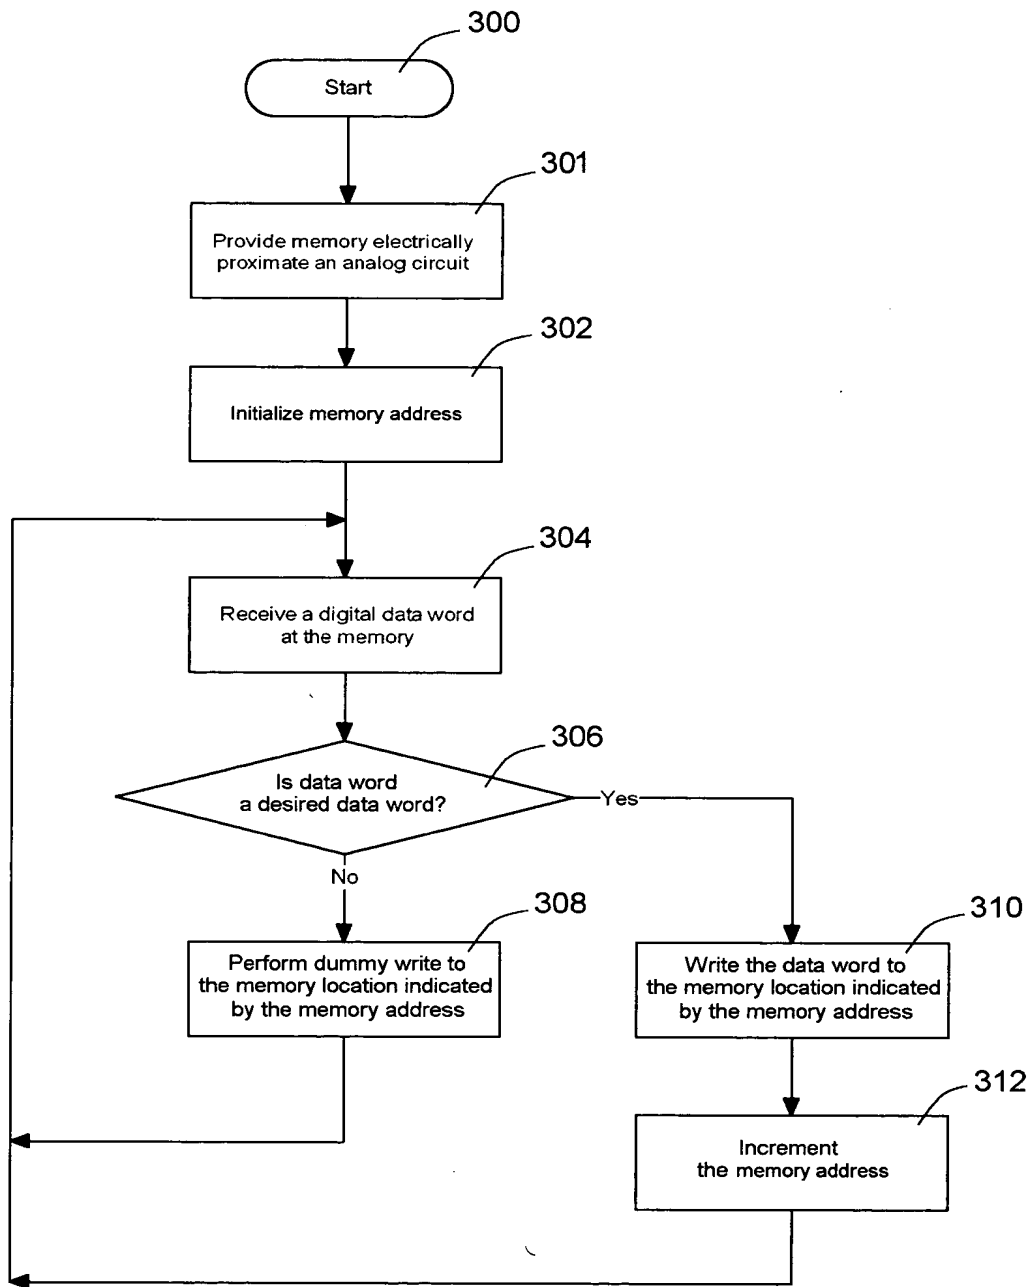 300
Start
301
Provide memory electrically
proximate an analog circuit
302
Initialize memory address
304
Receive a digital data word
at the memory
306
Is data word
a desired data word?
Yes
No
308
Perform dummy write to
the memory location indicated
by the memory address
310
Write the data word to
the memory location indicated
by the memory address
312
Increment
the memory address